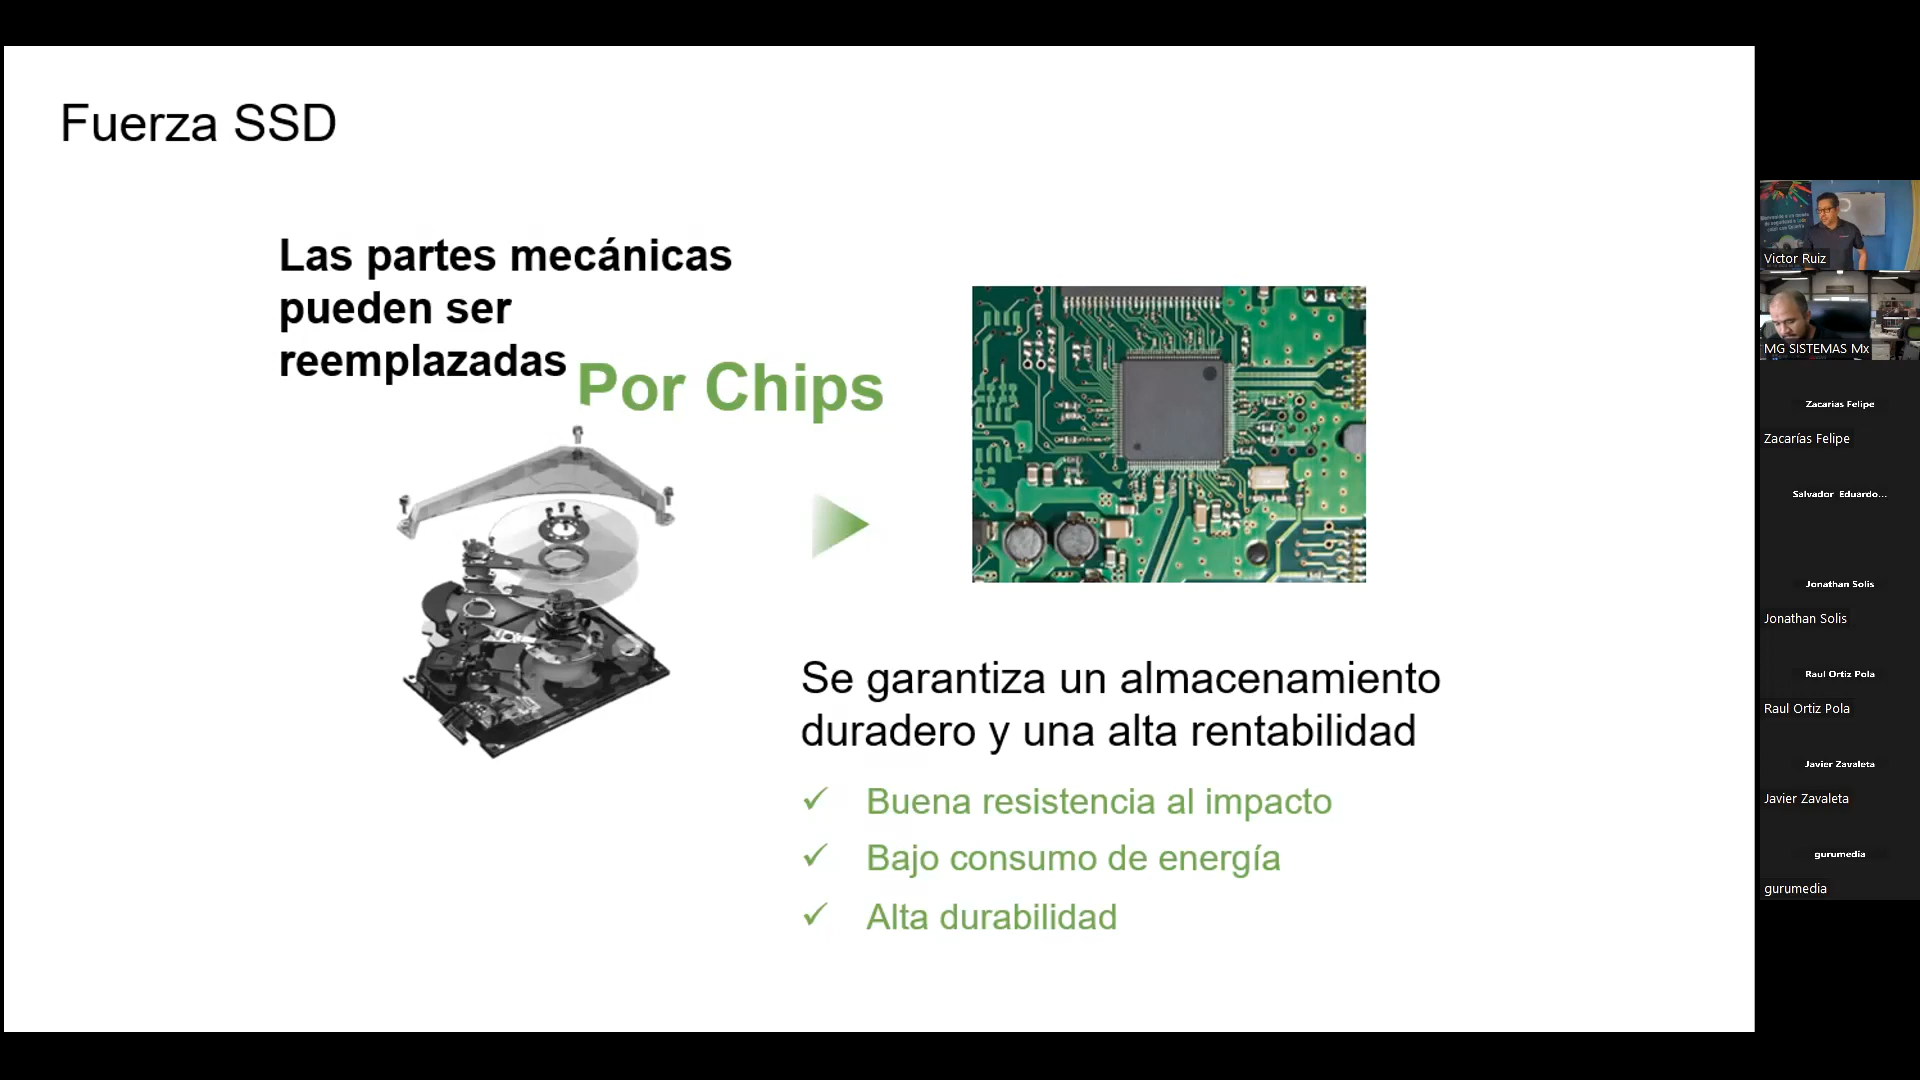 Fuerza SSD
Las partes mecánicas
pueden ser
reemplazadas
Por Chips
Se garantiza un almacenamiento
duradero y una alta rentabilidad
✓ Buena resistencia al impacto
✓ Bajo consumo de energía
✓ Alta durabilidad
Victor Ruiz
MG SISTEMAS Mx
Zacarías Felipe
Zacarías Felipe
Salvador Eduardo...
Jonathan Solis
Jonathan Solis
Raul Ortiz Pola
Raul Ortiz Pola
Javier Zavaleta
Javier Zavaleta
gurumedia
gurumedia